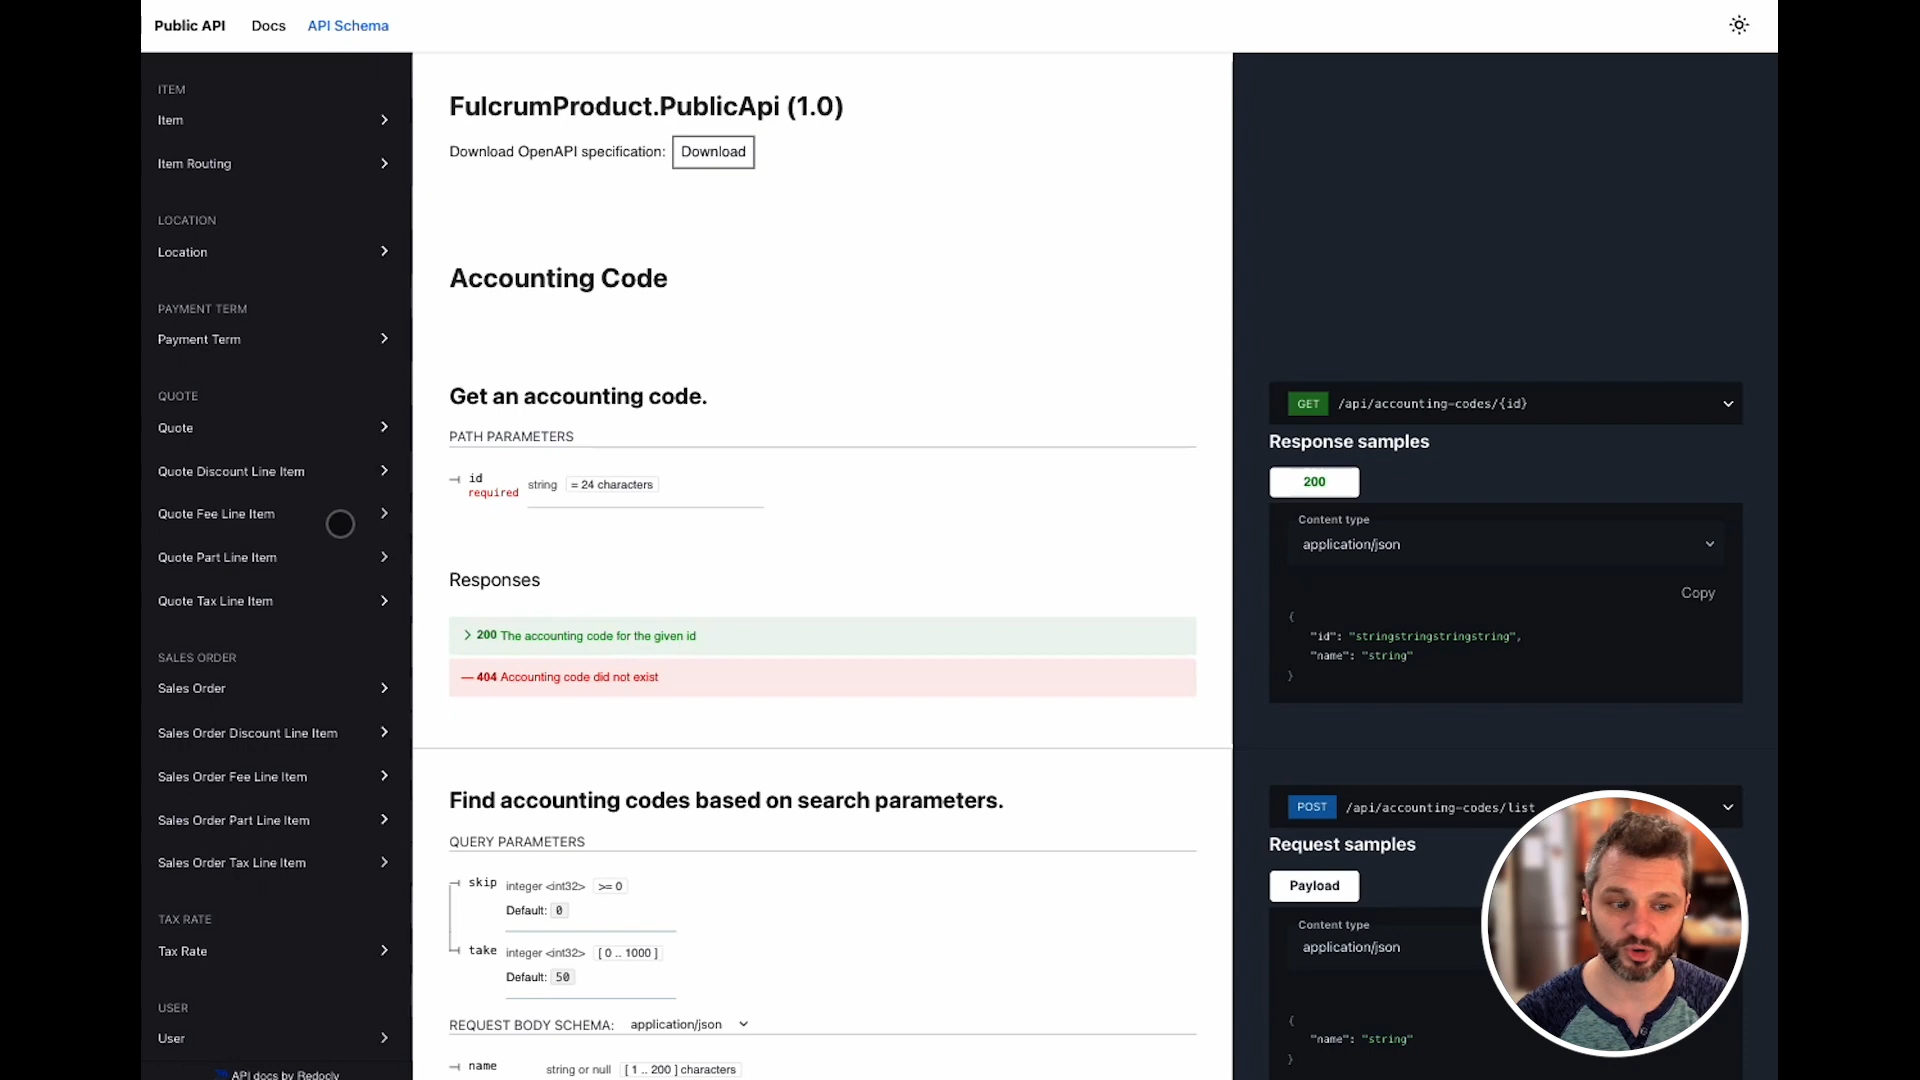 Public API
Docs
API Schema
ITEM
Item
Item Routing
LOCATION
Location
PAYMENT TERM
Payment Term
QUOTE
Quote
Quote Discount Line Item
Quote Fee Line Item
Quote Part Line Item
Quote Tax Line Item
SALES ORDER
Sales Order
Sales Order Discount Line Item
Sales Order Fee Line Item
Sales Order Part Line Item
Sales Order Tax Line Item
TAX RATE
Tax Rate
USER
User
API docs by Redocly
FulcrumProduct.PublicApi (1.0)
Download OpenAPI specification: Download
Accounting Code
Get an accounting code.
PATH PARAMETERS
id
required
string = 24 characters
Responses
200 The accounting code for the given id
— 404 Accounting code did not exist
Find accounting codes based on search parameters.
QUERY PARAMETERS
skip integer <int32> >= 0
Default: 0
take integer <int32> [ 0 .. 1000 ]
Default: 50
REQUEST BODY SCHEMA: application/json
name string or null [ 1 .. 200 ] characters
GET /api/accounting-codes/{id}
Response samples
200
Content type
application/json
Copy
{
"id": "stringstringstringstring",
"name": "string"
}
POST /api/accounting-codes/list
Request samples
Payload
Content type
application/json
{
"name": "string"
}